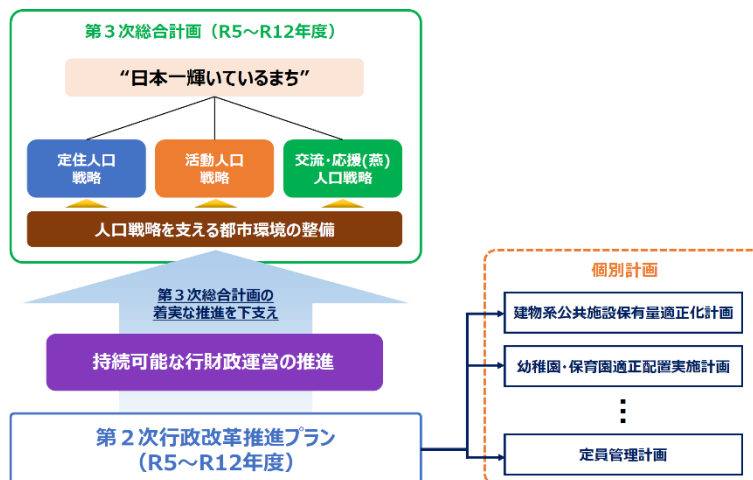 第３次総合計画（R5～R12年度）
“日本一輝いているまち”
定住人口
戦略
活動人口
戦略
交流・応援(燕)
人口戦略
人口戦略を支える都市環境の整備
第３次総合計画の
着実な推進を下支え
持続可能な行財政運営の推進
第２次行政改革推進プラン
（R5～R12年度）
個別計画
建物系公共施設保有量適正化計画
幼稚園・保育園適正配置実施計画
⋮
定員管理計画